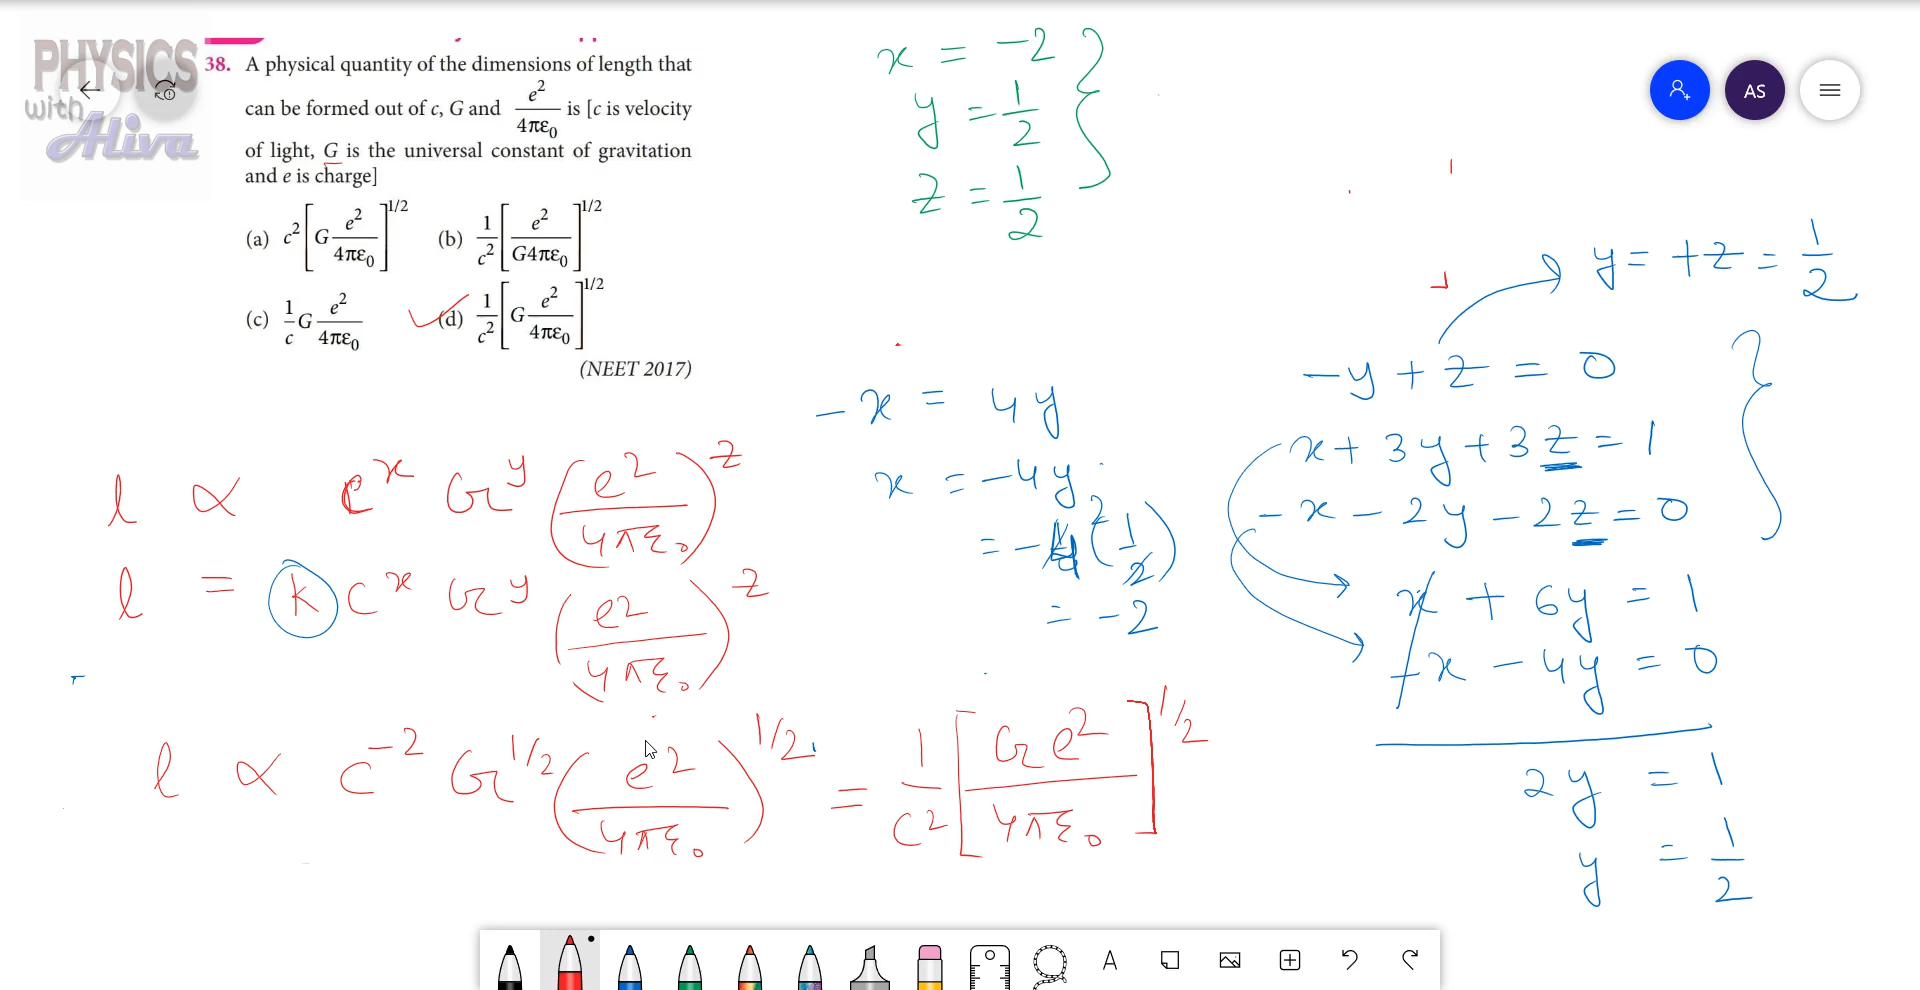 PHYSICS
with
Aliva
38. A physical quantity of the dimensions of length that
can be formed out of c, G and e²/4πε₀ is [c is velocity
of light, G is the universal constant of gravitation
and e is charge]
(a) c²[G e²/4πε₀]^1/2 (b) 1/c² [e²/G4πε₀]^1/2
(c) 1/c G e²/4πε₀ (d) 1/c² [G e²/4πε₀]^1/2
(NEET 2017)
x = -2
y = 1/2
z = 1/2
AS
y = +z = 1/2
-y + z = 0
x + 3y + 3z = 1
-x - 2y - 2z = 0
x + 6y = 1
-x - 4y = 0
2y = 1
y = 1/2
-x = 4y
x = -4y
= -4²(1/2)
= -2
l ∝ c^x G^y (e²/4πε₀)^z
l = k c^x G^y (e²/4πε₀)^z
l ∝ c^-2 G^1/2 (e²/4πε₀)^1/2 = 1/c² [Ge²/4πε₀]^1/2
A